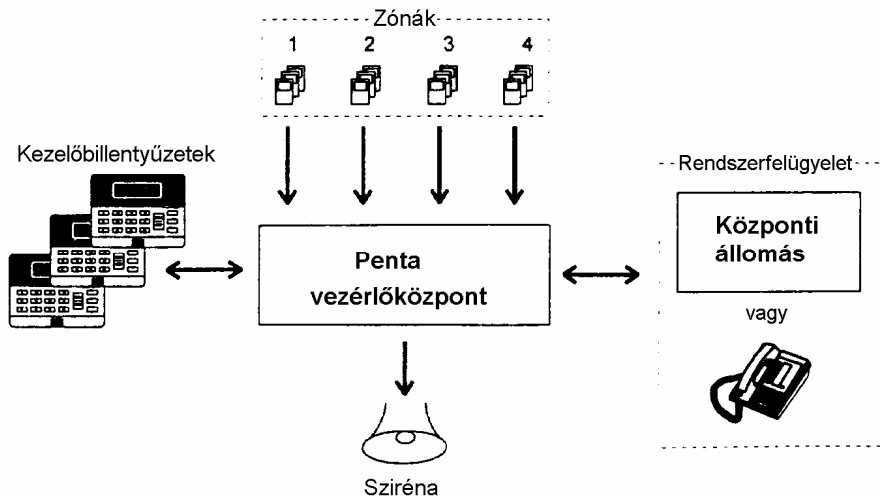 Zónák
1 2 3 4
Kezelőbillentyűzetek
Rendszerfelügyelet
Penta
vezérlőközpont
Központi
állomás
vagy
Sziréna